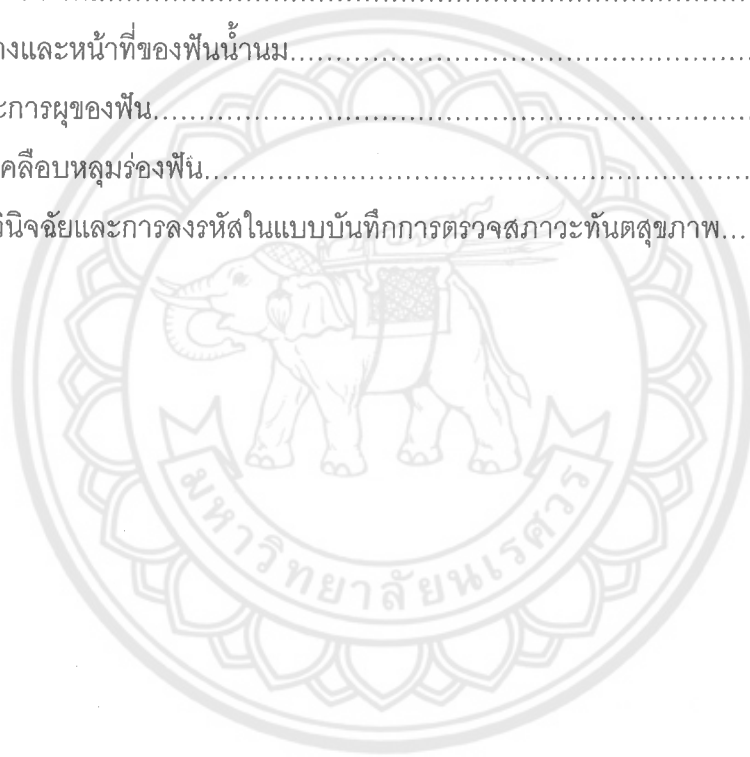 างและหน้าที่ของฟันน้ำนม
ะการผุของฟัน
คลือบหลุมร่องฟัน
วินิจฉัยและการลงรหัสในแบบบันทึกการตรวจสภาวะทันตสุขภาพ...
มหาวิทยาลัยนเรศวร